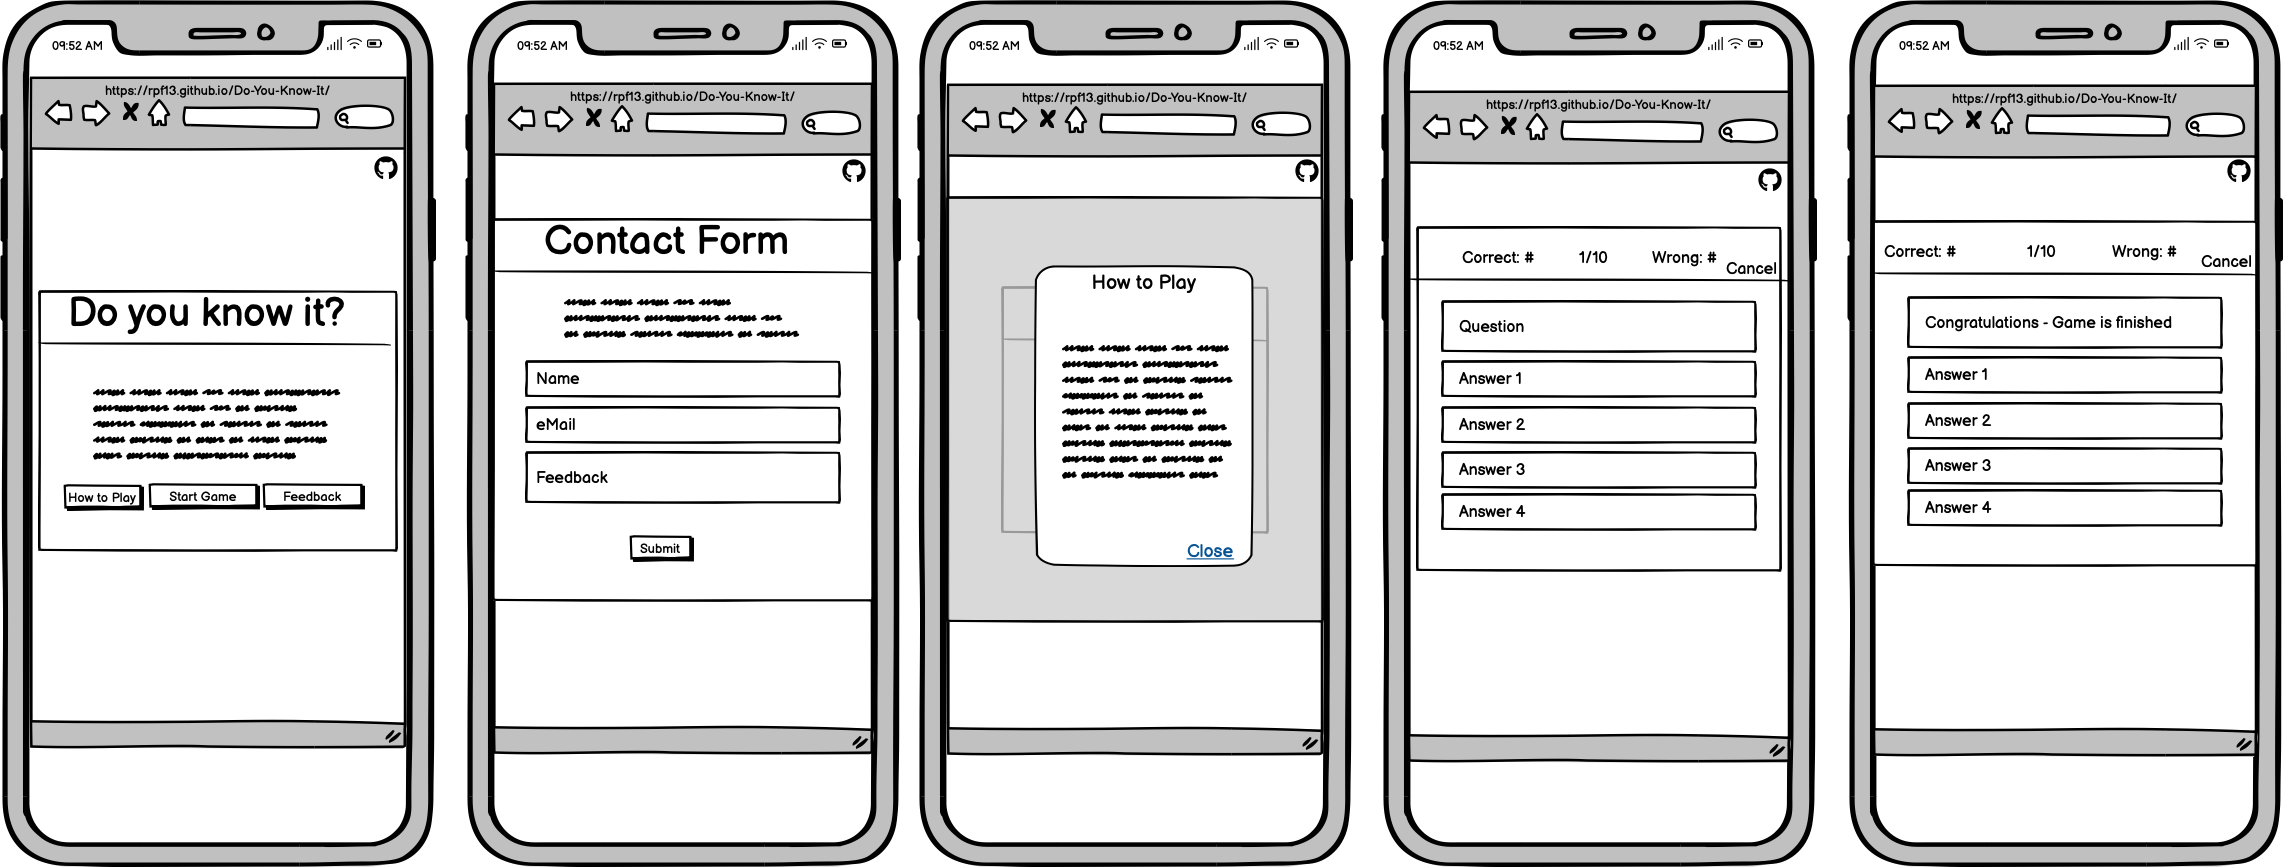 09:52 AM
https://rpf13.github.io/Do-You-Know-It/
Do you know it?
How to Play
Start Game
Feedback
09:52 AM
https://rpf13.github.io/Do-You-Know-It/
Contact Form
Name
eMail
Feedback
Submit
09:52 AM
https://rpf13.github.io/Do-You-Know-It/
How to Play
Close
09:52 AM
https://rpf13.github.io/Do-You-Know-It/
Correct: # 1/10 Wrong: #
Cancel
Question
Answer 1
Answer 2
Answer 3
Answer 4
09:52 AM
https://rpf13.github.io/Do-You-Know-It/
Correct: # 1/10 Wrong: #
Cancel
Congratulations - Game is finished
Answer 1
Answer 2
Answer 3
Answer 4